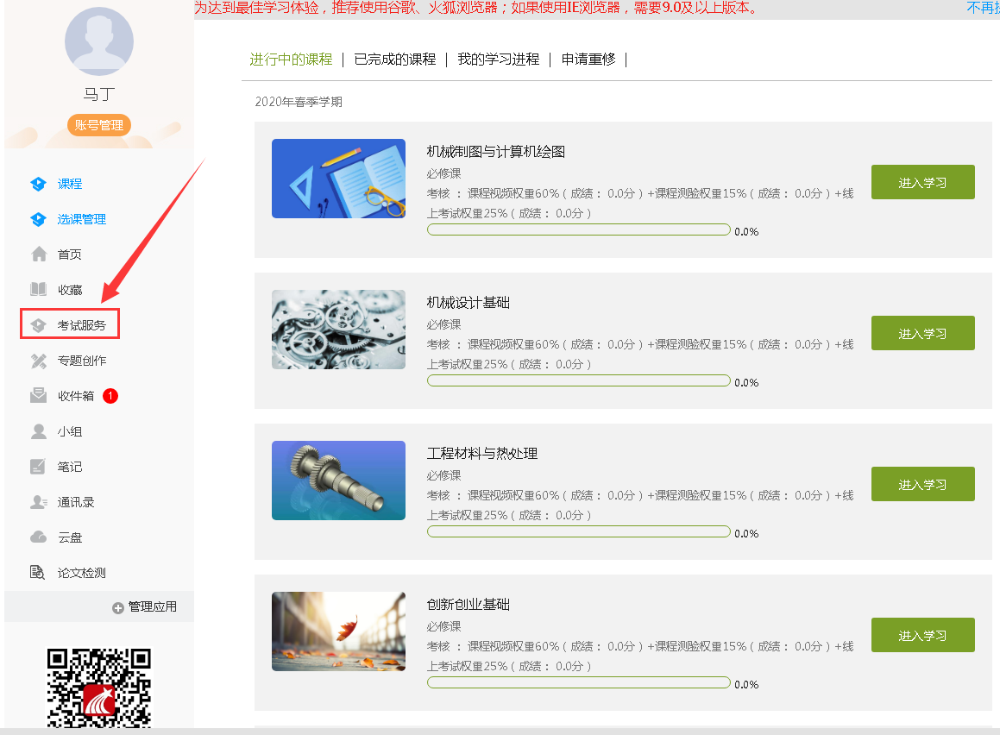 为达到最佳学习体验，推荐使用谷歌、火狐浏览器；如果使用IE浏览器，需要9.0及以上版本。
不再
马丁
账号管理
课程
选课管理
首页
收藏
考试服务
专题创作
收件箱 1
小组
笔记
通讯录
云盘
论文检测
管理应用
进行中的课程 | 已完成的课程 | 我的学习进程 | 申请重修 |
2020年春季学期
机械制图与计算机绘图
必修课
考核 ： 课程视频权重60%（ 成绩： 0.0分 ）+课程测验权重15%（ 成绩： 0.0分 ）+线
上考试权重25%（ 成绩： 0.0分 ）
0.0%
进入学习
机械设计基础
必修课
考核 ： 课程视频权重60%（ 成绩： 0.0分 ）+课程测验权重15%（ 成绩： 0.0分 ）+线
上考试权重25%（ 成绩： 0.0分 ）
0.0%
进入学习
工程材料与热处理
必修课
考核 ： 课程视频权重60%（ 成绩： 0.0分 ）+课程测验权重15%（ 成绩： 0.0分 ）+线
上考试权重25%（ 成绩： 0.0分 ）
0.0%
进入学习
创新创业基础
必修课
考核 ： 课程视频权重60%（ 成绩： 0.0分 ）+课程测验权重15%（ 成绩： 0.0分 ）+线
上考试权重25%（ 成绩： 0.0分 ）
0.0%
进入学习